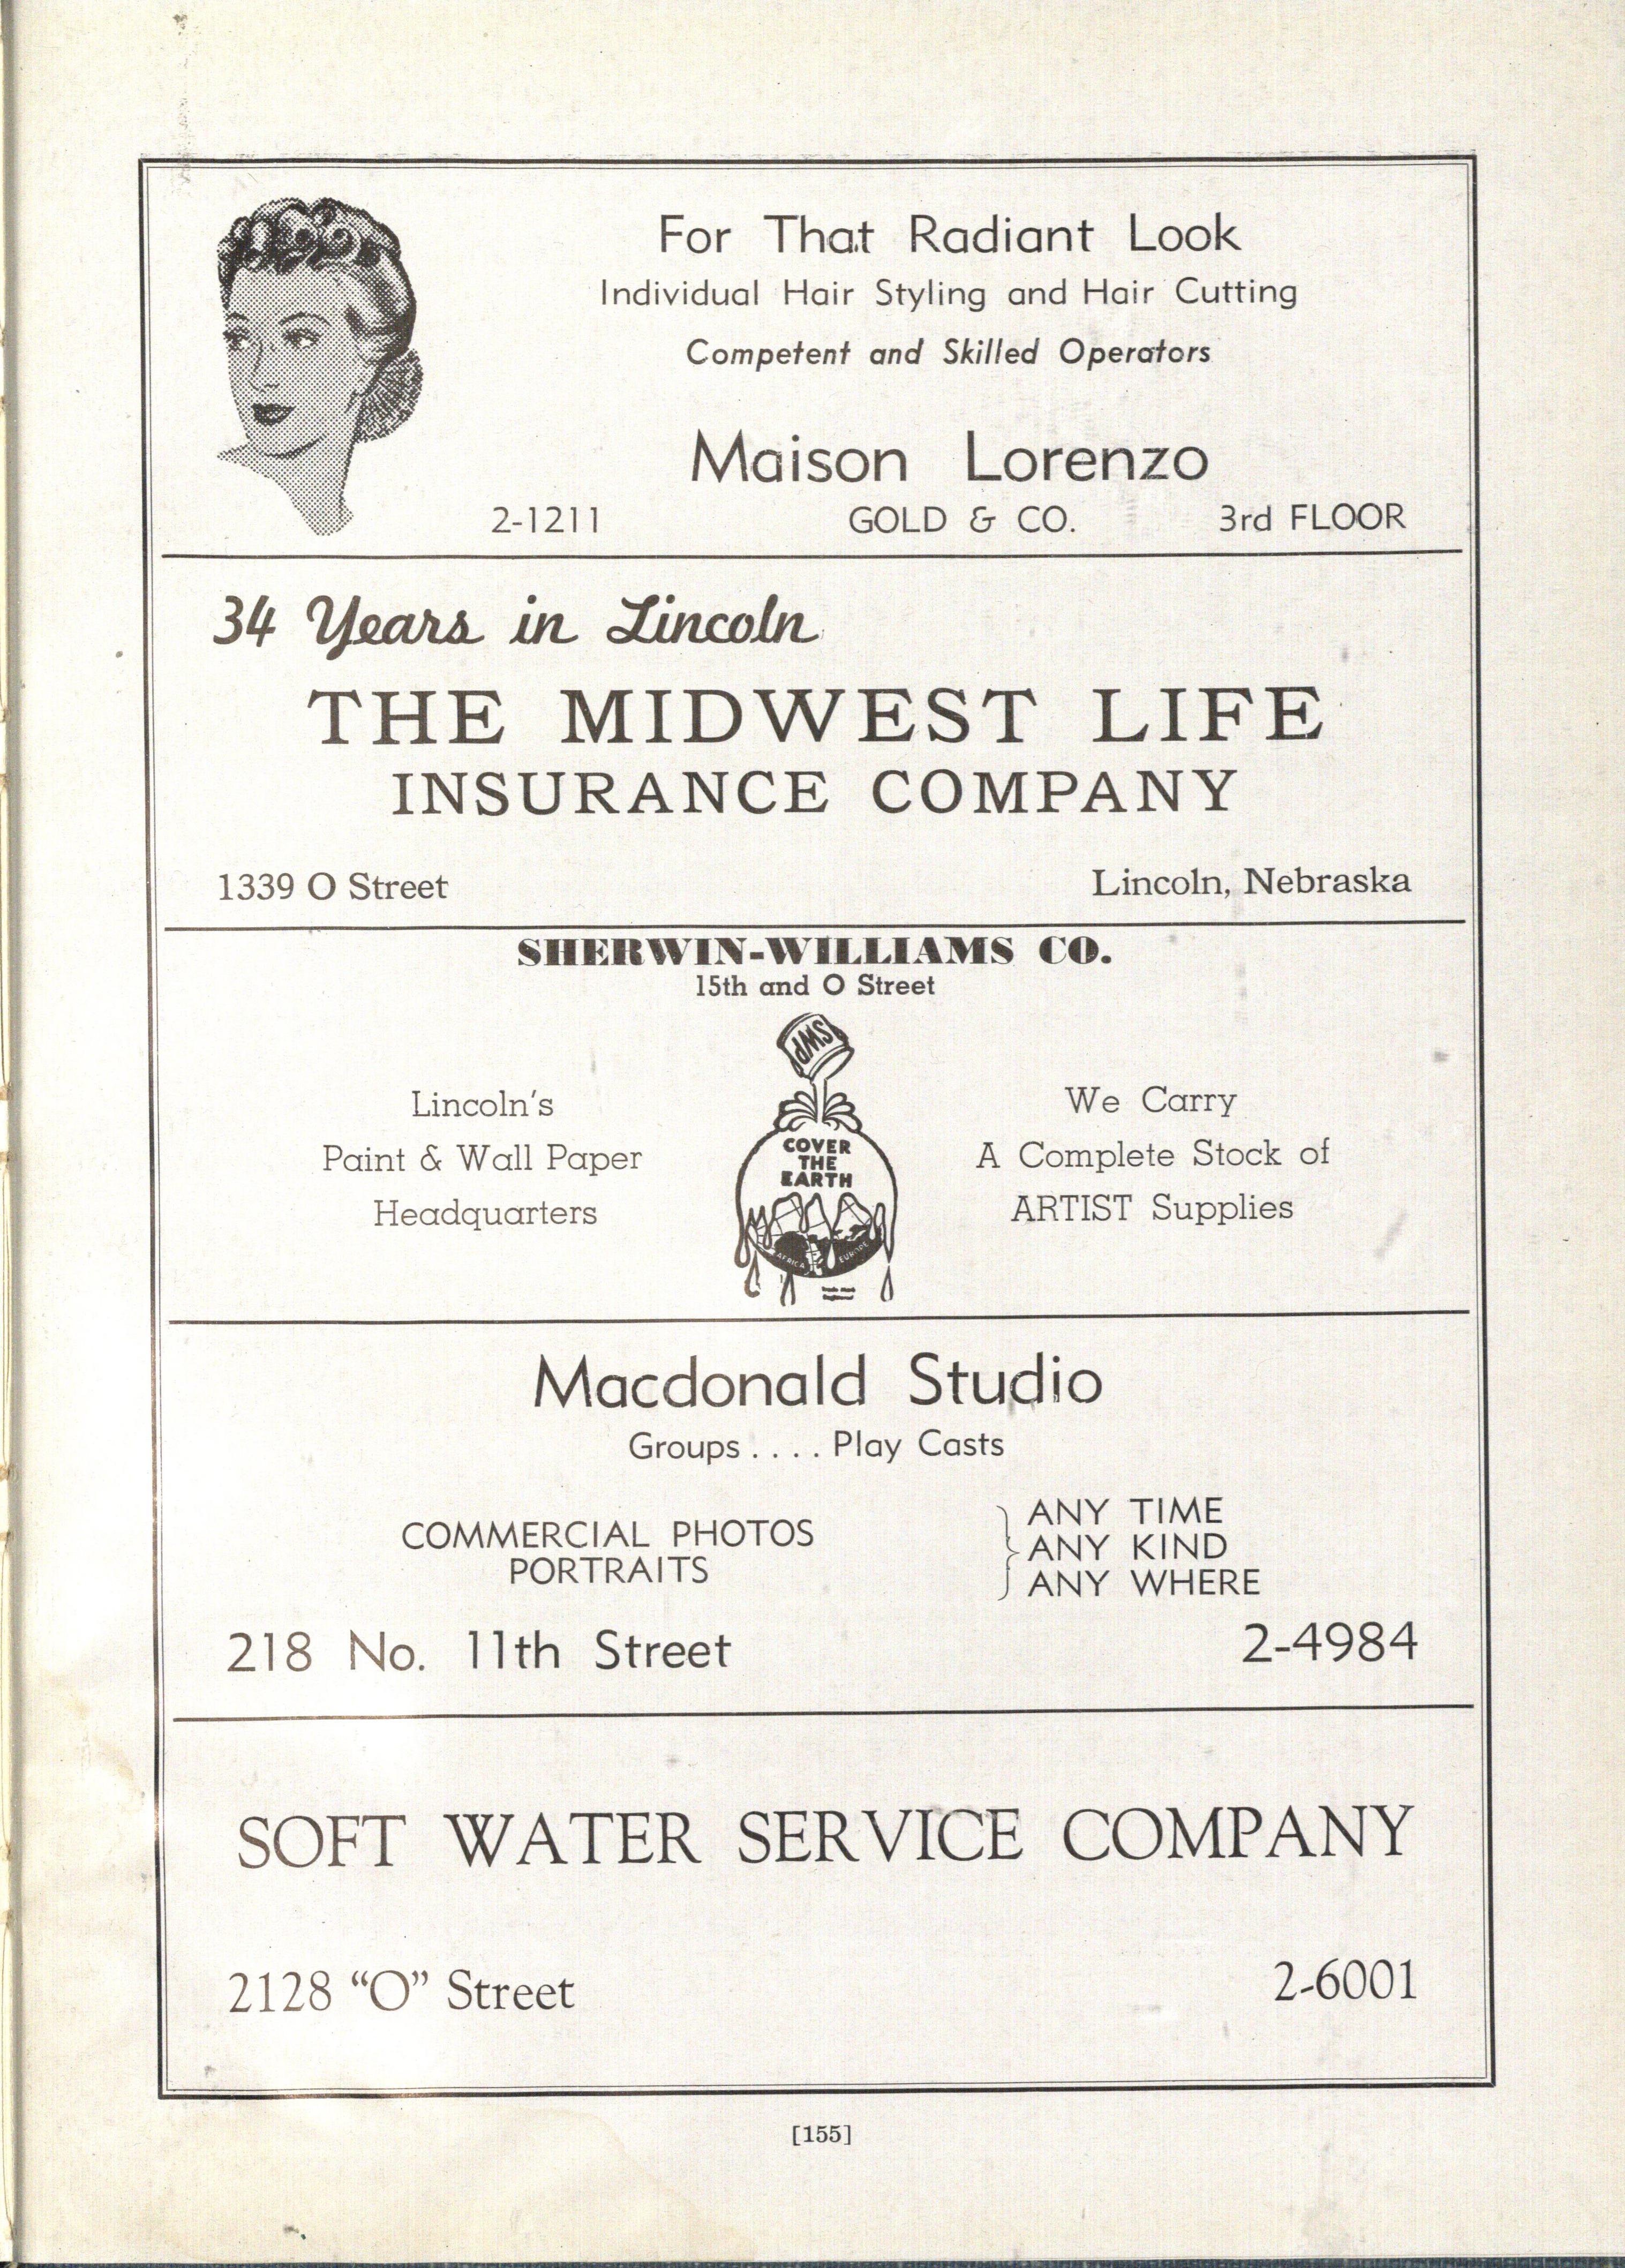 For That Radiant Look
Individual Hair Styling and Hair Cutting
Competent and Skilled Operators
Maison Lorenzo
2-1211 GOLD & CO. 3rd FLOOR
34 Years in Lincoln
THE MIDWEST LIFE
INSURANCE COMPANY
1339 O Street Lincoln, Nebraska
SHERWIN-WILLIAMS CO.
15th and O Street
Lincoln's
Paint & Wall Paper
Headquarters
SWP
COVER
THE
EARTH
AFRICA EUROPE
We Carry
A Complete Stock of
ARTIST Supplies
Macdonald Studio
Groups . . . . Play Casts
COMMERCIAL PHOTOS
PORTRAITS
ANY TIME
ANY KIND
ANY WHERE
218 No. 11th Street 2-4984
SOFT WATER SERVICE COMPANY
2128 “O” Street 2-6001
[155]